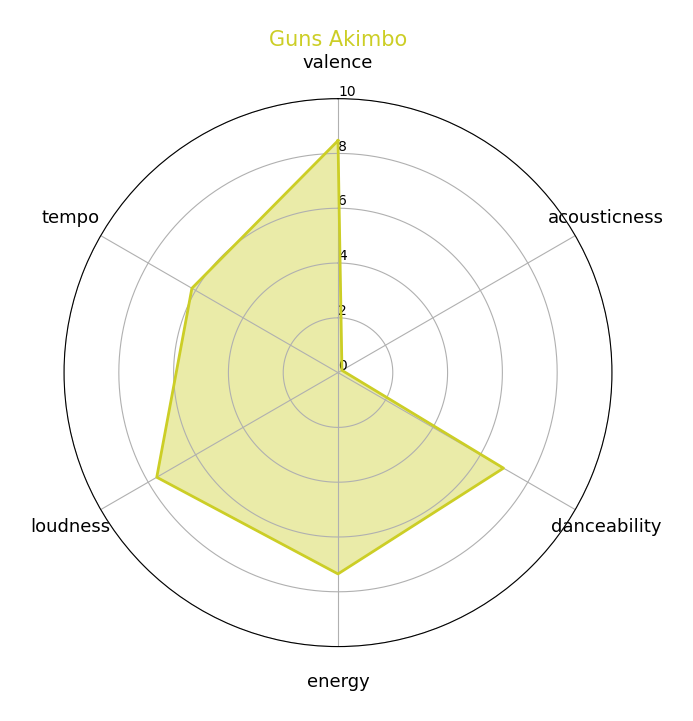 Guns Akimbo
valence
10
8
tempo
acousticness
6
4
2
0
loudness
danceability
energy